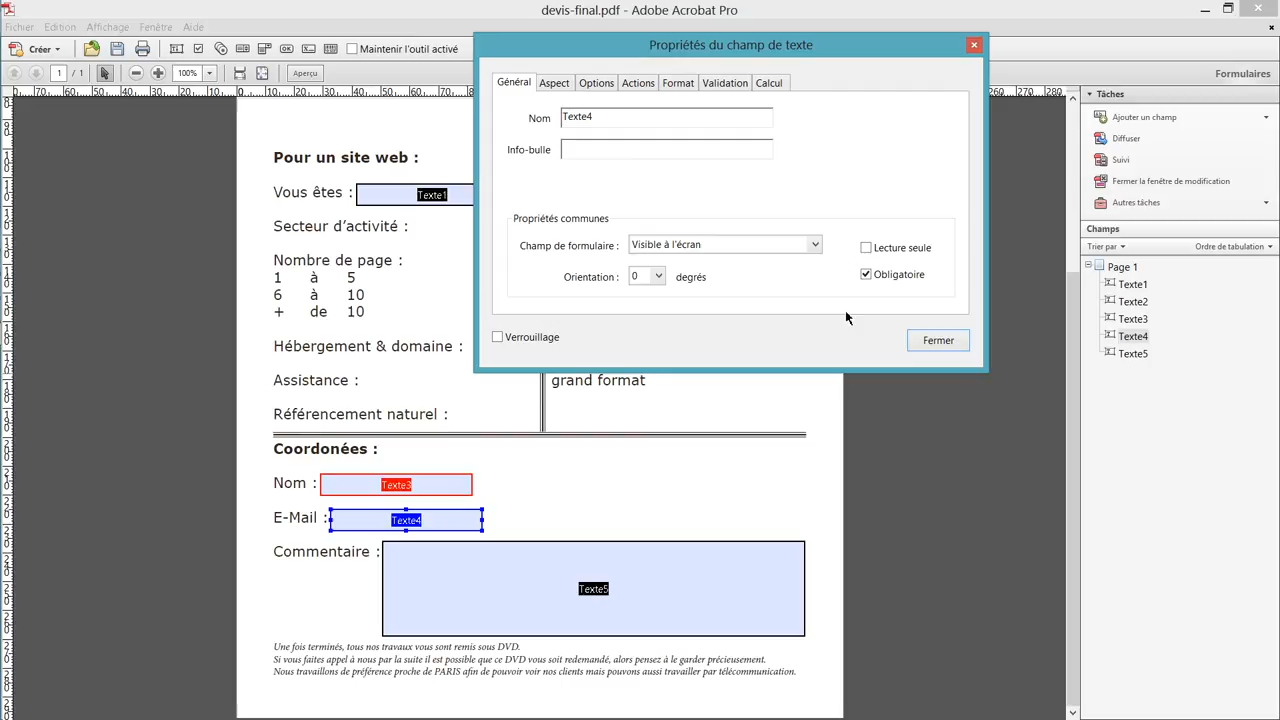 devis-final.pdf - Adobe Acrobat Pro
Fichier Edition Affichage Fenêtre Aide
Créer
Maintenir l'outil activé
1 / 1
100%
Aperçu
Formulaires
Propriétés du champ de texte
Général Aspect Options Actions Format Validation Calcul
Nom Texte4
Info-bulle
Propriétés communes
Champ de formulaire : Visible à l'écran
Lecture seule
Orientation : 0 degrés
Obligatoire
Verrouillage
Fermer
Pour un site web :
Vous êtes : Texte1
Secteur d'activité :
Nombre de page :
1 à 5
6 à 10
+ de 10
Hébergement & domaine :
Assistance :
grand format
Référencement naturel :
Coordonées :
Nom : Texte3
E-Mail : Texte4
Commentaire : Texte5
Une fois terminés, tous nos travaux vous sont remis sous DVD.
Si vous faites appel à nous par la suite il est possible que ce DVD vous soit redemandé, alors pensez à le garder précieusement.
Nous travaillons de préférence proche de PARIS afin de pouvoir voir nos clients mais pouvons aussi travailler par télécommunication.
Tâches
Ajouter un champ
Diffuser
Suivi
Fermer la fenêtre de modification
Autres tâches
Champs
Trier par Ordre de tabulation
Page 1
Texte1
Texte2
Texte3
Texte4
Texte5